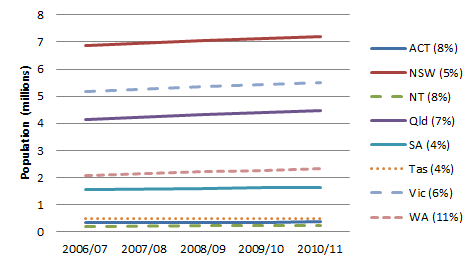 8
7
6
5
4
3
2
1
0
Population (millions)
2006/07 2007/08 2008/09 2009/10 2010/11
ACT (8%)
NSW (5%)
NT (8%)
Qld (7%)
SA (4%)
Tas (4%)
Vic (6%)
WA (11%)